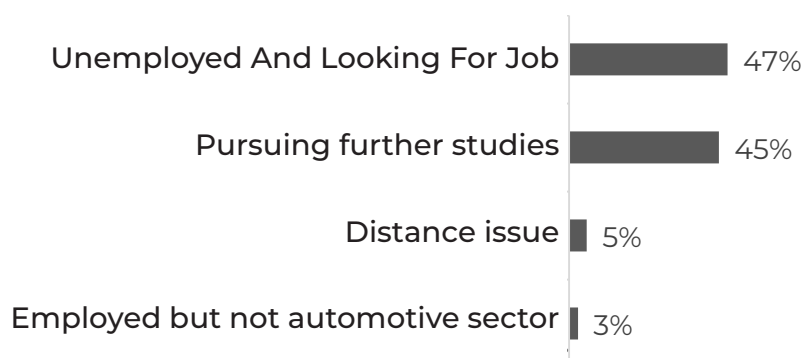 Unemployed And Looking For Job 47%
Pursuing further studies 45%
Distance issue 5%
Employed but not automotive sector 3%